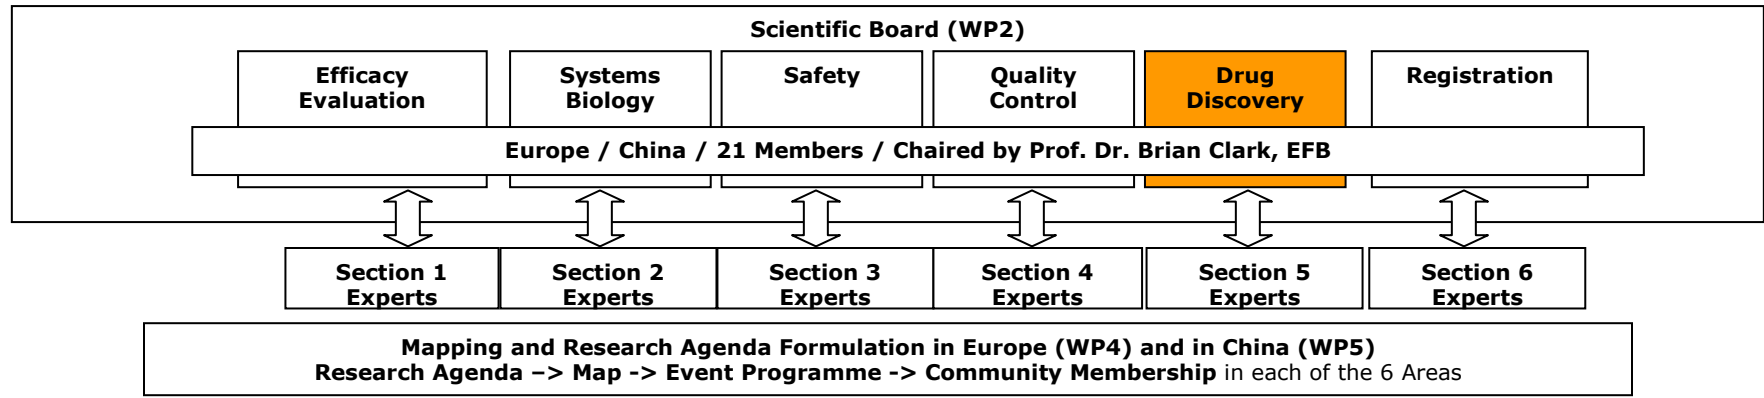 Scientific Board (WP2)
Efficacy
Evaluation
Systems
Biology
Safety
Quality
Control
Drug
Discovery
Registration
Europe / China / 21 Members / Chaired by Prof. Dr. Brian Clark, EFB
Section 1
Experts
Section 2
Experts
Section 3
Experts
Section 4
Experts
Section 5
Experts
Section 6
Experts
Mapping and Research Agenda Formulation in Europe (WP4) and in China (WP5)
Research Agenda –> Map -> Event Programme -> Community Membership in each of the 6 Areas